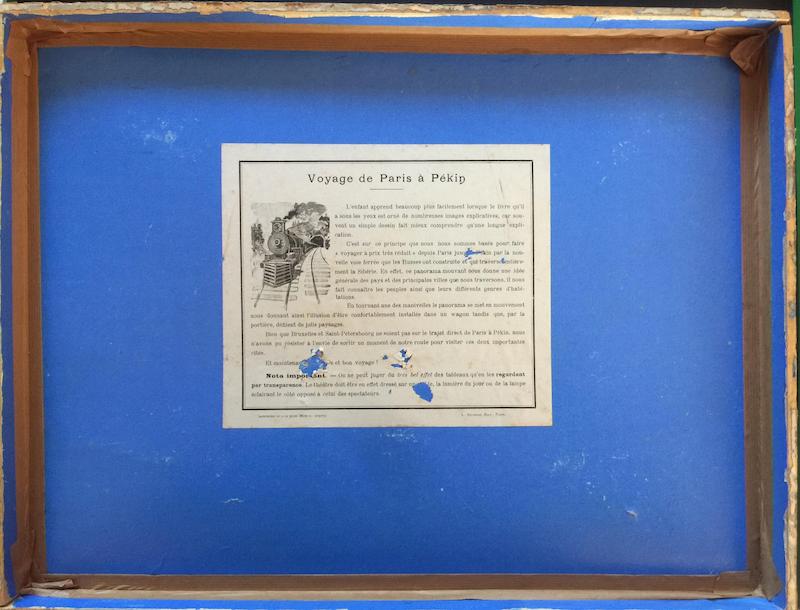 Voyage de Paris à Pékin
L'enfant apprend beaucoup plus facilement lorsque le livre qu'il
a sous les yeux est orné de nombreuses images explicatives, car sou-
vent un simple dessin fait mieux comprendre qu'une longue expli-
cation.
C'est sur ce principe que nous nous sommes basés pour faire
« voyager à prix très réduit » depuis Paris par la nou-
velle voie ferrée que les Russes ont construite et qui traverse entière-
ment la Sibérie. En effet, ce panorama mouvant nous donne une idée
générale des pays et des principales villes que nous traversons, il nous
fait connaître les peuples ainsi que leurs différents genres d'habi-
tations.
En tournant une des manivelles le panorama se met en mouvement
nous donnant ainsi l'illusion d'être confortablement installés dans un wagon tandis que, par la
portière, défilent de jolis paysages.
Bien que Bruxelles et Saint-Pétersbourg ne soient pas sur le trajet direct de Paris à Pékin, nous
n'avons pu résister à l'envie de sortir un moment de notre route pour visiter ces deux importantes
cités.
Et maintenant et bon voyage !
Nota important. — On ne peut juger du très bel effet des tableaux qu'en les regardant
par transparence. Le théâtre doit être en effet dressé sur une table, la lumière du jour ou de la lampe
éclairant le côté opposé à celui des spectateurs.